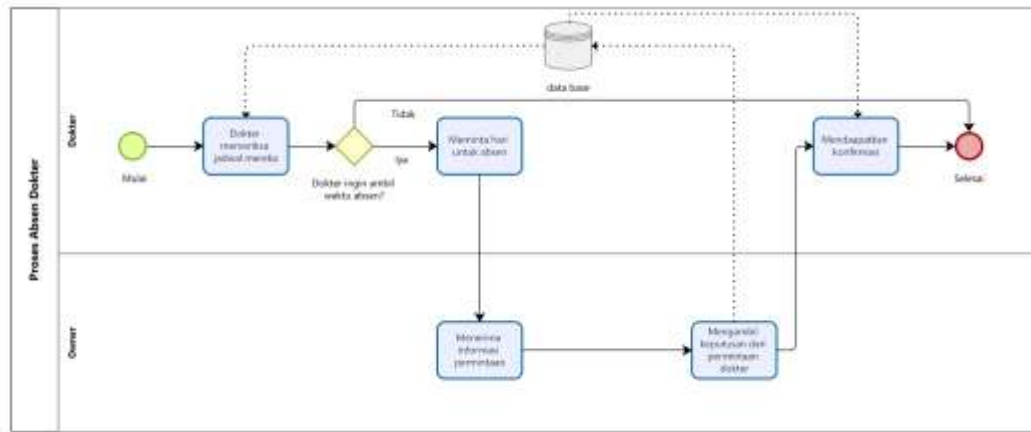 Proses Absen Dokter
Dokter
Owner
Mulai
Dokter
memeriksa
jadwal mereka
Dokter ingin ambil
waktu absen?
Tidak
Iya
Meminta hari
untuk absen
data base
Mendaapatkan
konfirmasi
Selesai
Menerima
informasi
permintaan
Mengambil
keputusan dari
permintaan
dokter